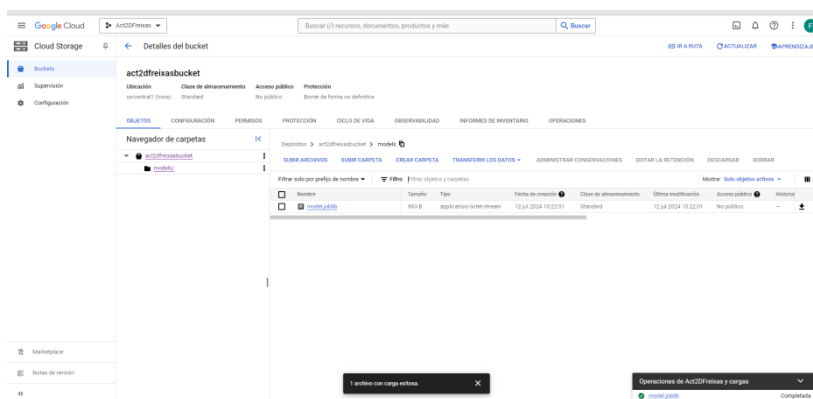 Google Cloud
Act2DFreixas
Buscar (/) recursos, documentos, productos y más
Buscar
F
Cloud Storage
Detalles del bucket
IR A RUTA
ACTUALIZAR
APRENDIZAJE
Buckets
Supervisión
Configuración
act2dfreixasbucket
Ubicación Clase de almacenamiento Acceso público Protección
us-central1 (Iowa) Standard No público Borrar de forma no definitiva
OBJETOS CONFIGURACIÓN PERMISOS PROTECCIÓN CICLO DE VIDA OBSERVABILIDAD INFORMES DE INVENTARIO OPERACIONES
Navegador de carpetas
act2dfreixasbucket
models/
Depósitos > act2dfreixasbucket > models
SUBIR ARCHIVOS SUBIR CARPETA CREAR CARPETA TRANSFERIR LOS DATOS ADMINISTRAR CONSERVACIONES EDITAR LA RETENCIÓN DESCARGAR BORRAR
Filtrar solo por prefijo de nombre Filtro Filtrar objetos y carpetas Mostrar Solo objetos activos
Nombre Tamaño Tipo Fecha de creación Clase de almacenamiento Última modificación Acceso público Historial
model.joblib 863 B application/octet-stream 12 jul 2024 10:22:01 Standard 12 jul 2024 10:22:01 No público –
Marketplace
Notas de versión
1 archivo con carga exitosa.
Operaciones de Act2DFreixas y cargas
model.joblib Completada